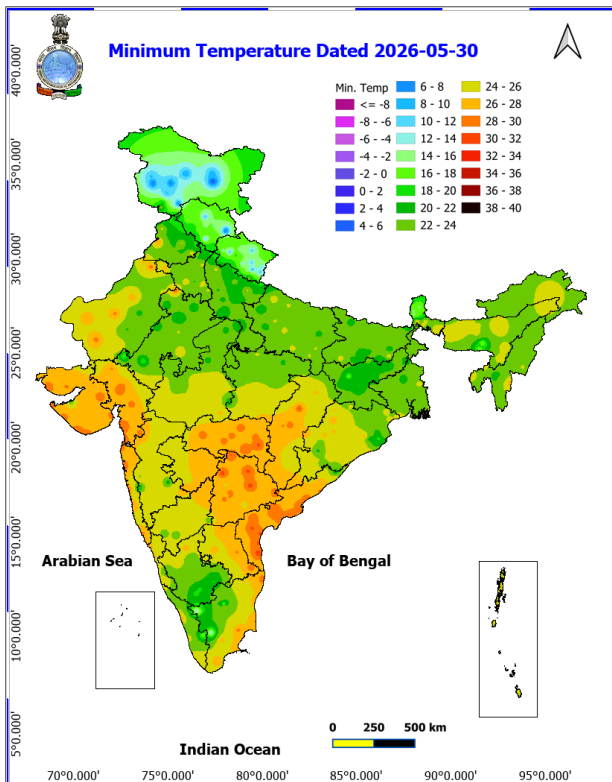 Minimum Temperature Dated 2026-05-30
Min. Temp
<= -8
-8 - -6
-6 - -4
-4 - -2
-2 - 0
0 - 2
2 - 4
4 - 6
6 - 8
8 - 10
10 - 12
12 - 14
14 - 16
16 - 18
18 - 20
20 - 22
22 - 24
24 - 26
26 - 28
28 - 30
30 - 32
32 - 34
34 - 36
36 - 38
38 - 40
40°0.000'
35°0.000'
30°0.000'
25°0.000'
20°0.000'
15°0.000'
10°0.000'
5°0.000'
Arabian Sea
Bay of Bengal
Indian Ocean
0 250 500 km
70°0.000' 75°0.000' 80°0.000' 85°0.000' 90°0.000' 95°0.000'